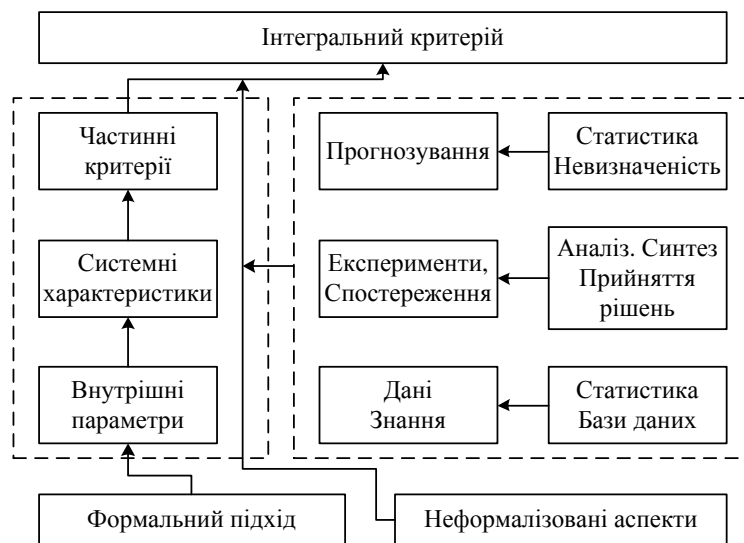 Інтегральний критерій
Частинні
критерії
Прогнозування
Статистика
Невизначеність
Системні
характеристики
Експерименти,
Спостереження
Аналіз. Синтез
Прийняття
рішень
Внутрішні
параметри
Дані
Знання
Статистика
Бази даних
Формальний підхід
Неформалізовані аспекти